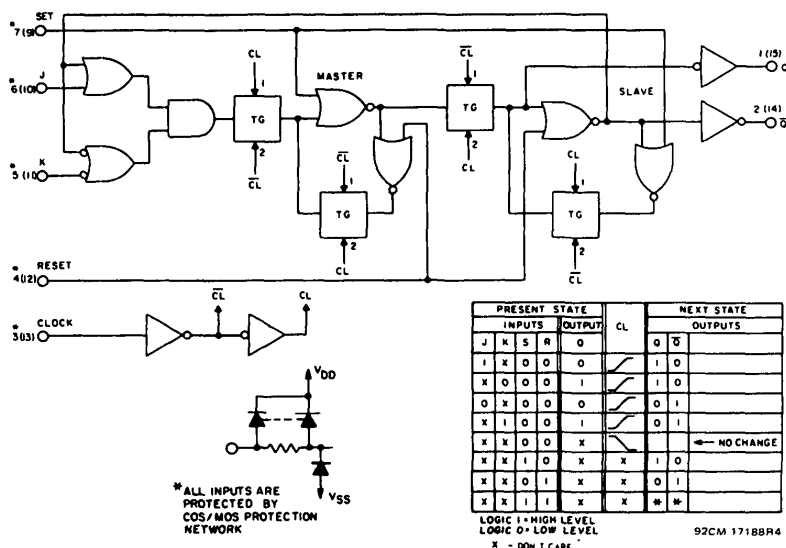 SET
*
7(9)
*
6(10) J
K
*
5(11)
CL
1
TG
2
C̅L̅
MASTER
C̅L̅
1
TG
2
CL
C̅L̅
1
TG
2
CL
SLAVE
CL
1
TG
2
C̅L̅
1(15)
Q
2(14)
Q̅
RESET
*
4(12)
CLOCK
*
3(13)
C̅L̅
CL
VDD
VSS
*ALL INPUTS ARE
PROTECTED BY
COS/MOS PROTECTION
NETWORK
PRESENT STATE CL NEXT STATE
INPUTS OUTPUT OUTPUTS
J K S R Q Q Q̅
1 X 0 0 0 1 0
X 0 0 0 1 1 0
0 X 0 0 0 0 1
X 1 0 0 1 0 1
X X 0 0 X NO CHANGE
X X 1 0 X X 1 0
X X 0 1 X X 0 1
X X 1 1 X X * *
LOGIC 1 = HIGH LEVEL
LOGIC 0 = LOW LEVEL
X - DON'T CARE
92CM 17188R4